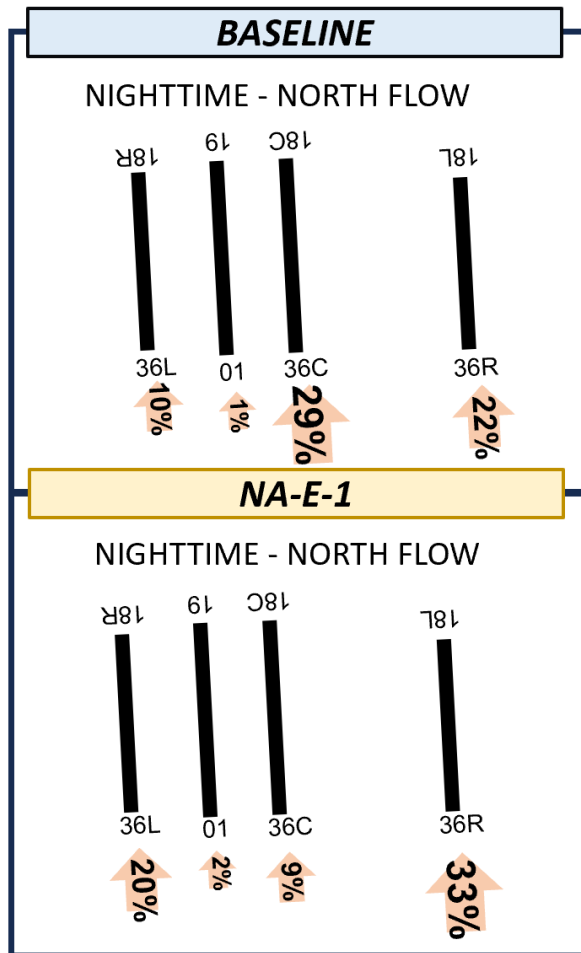 BASELINE
NIGHTTIME - NORTH FLOW
18R 19 18C 18L
36L 01 36C 36R
10% 1% 29% 22%
NA-E-1
NIGHTTIME - NORTH FLOW
18R 19 18C 18L
36L 01 36C 36R
20% 2% 9% 33%